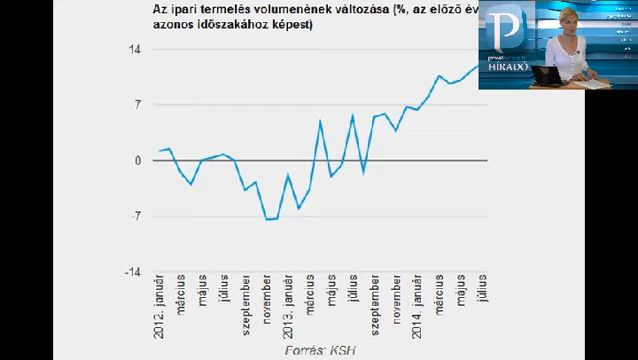 Az ipari termelés volumenének változása (%, az előző év
azonos időszakához képest)
P
privát
HÍRADÓ
14
7
0
-7
-14
2012. január
március
május
július
szeptember
november
2013. január
március
május
július
szeptember
november
2014. január
március
május
július
Forrás: KSH